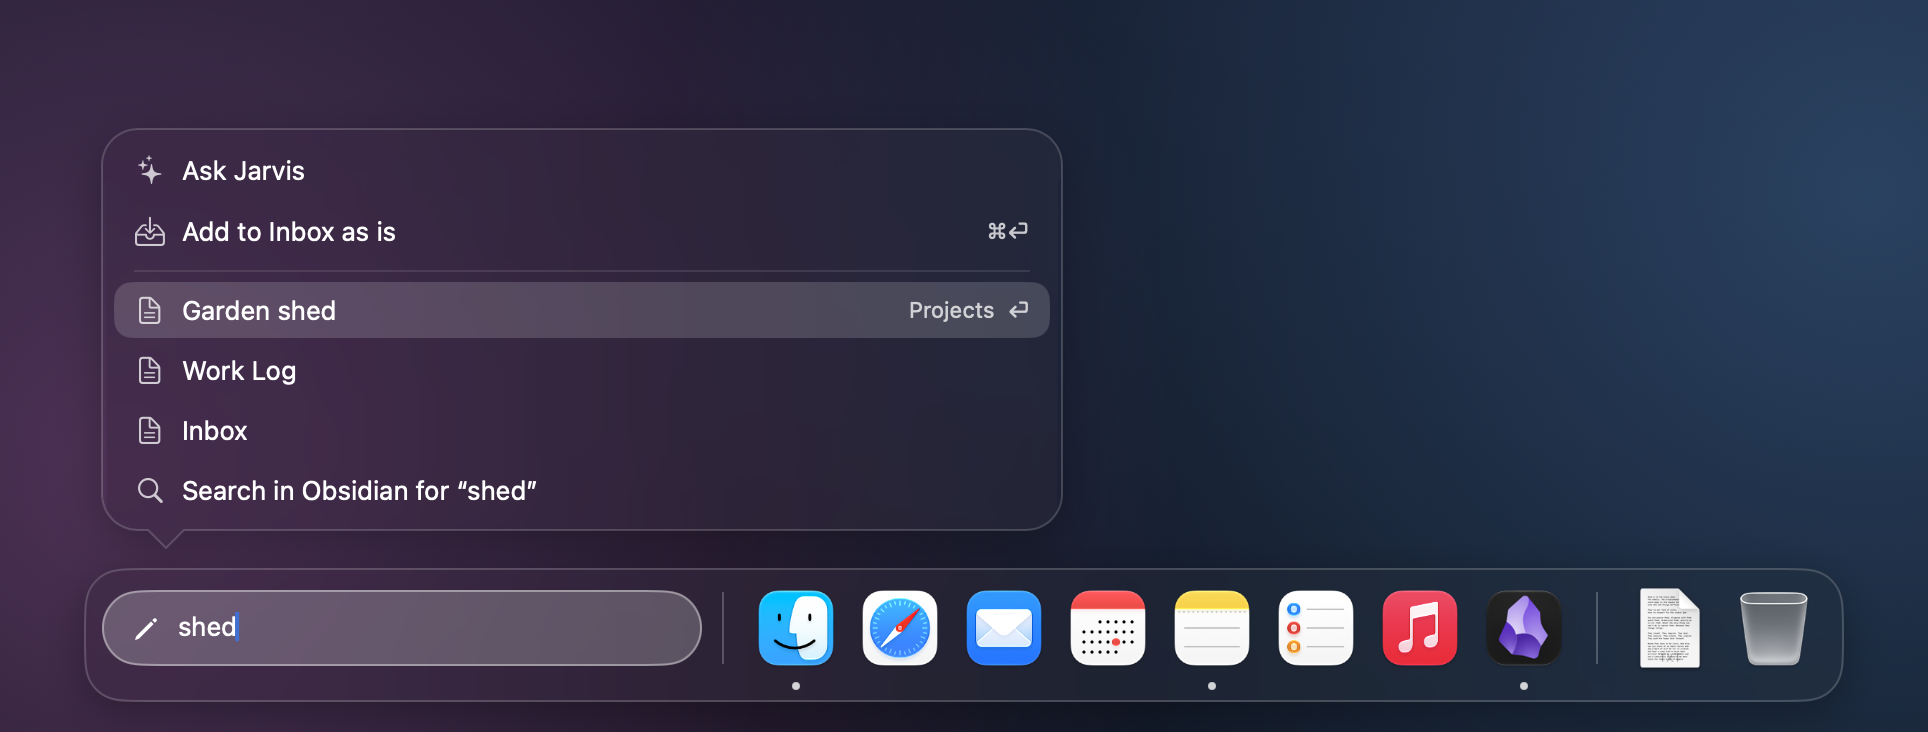 Ask Jarvis
Add to Inbox as is ⌘↩
Garden shed Projects ↩
Work Log
Inbox
Search in Obsidian for “shed”
shed